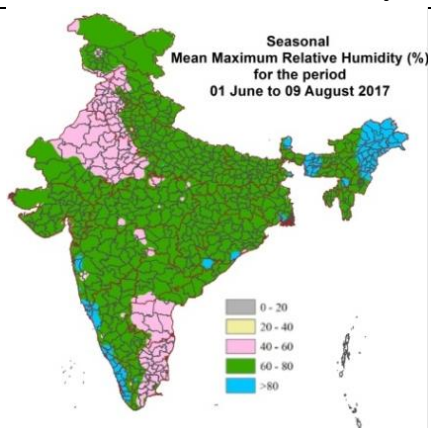 Seasonal
Mean Maximum Relative Humidity (%)
for the period
01 June to 09 August 2017
0 - 20
20 - 40
40 - 60
60 - 80
>80